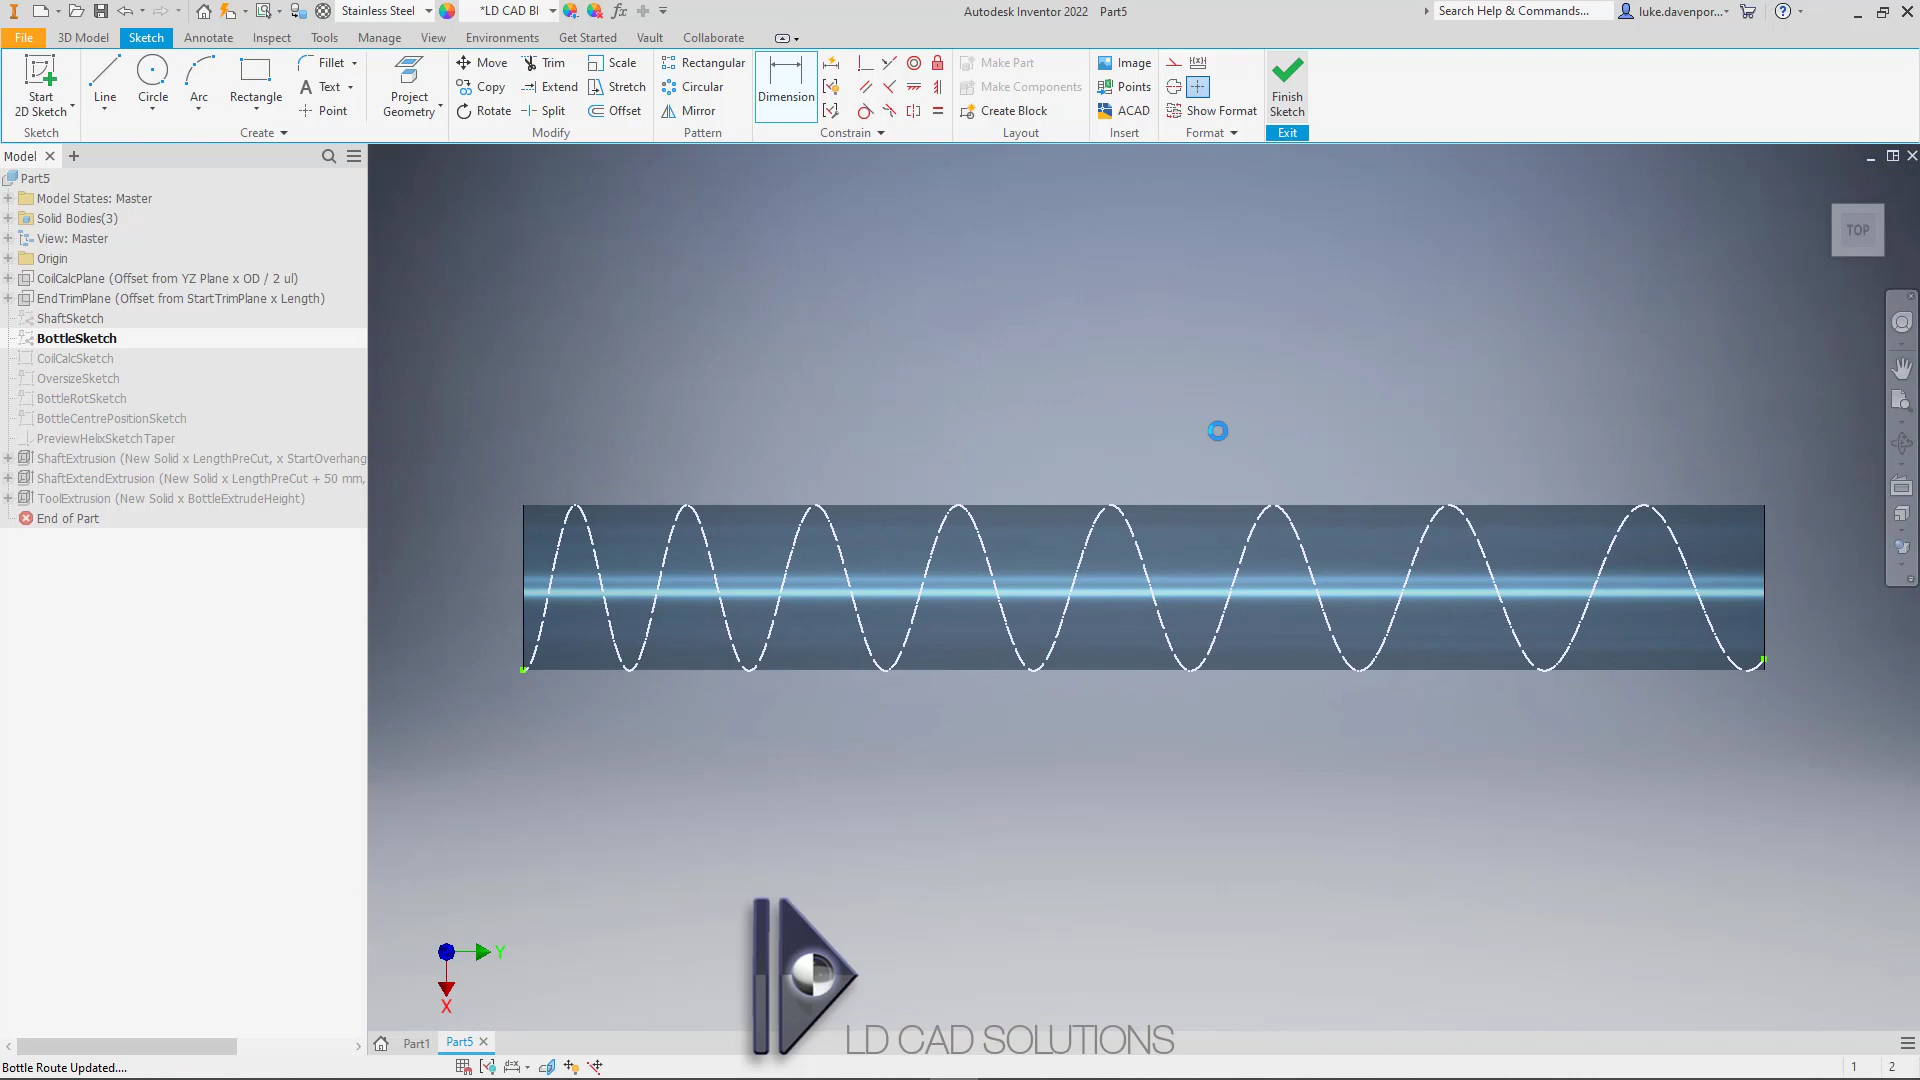 Stainless Steel
*LD CAD Bl
fx
Autodesk Inventor 2022 Part5
Search Help & Commands...
luke.davenpor...
File 3D Model Sketch Annotate Inspect Tools Manage View Environments Get Started Vault Collaborate
Start
2D Sketch
Line
Circle
Arc
Rectangle
Fillet
Text
Point
Project
Geometry
Move
Copy
Rotate
Trim
Extend
Split
Scale
Stretch
Offset
Rectangular
Circular
Mirror
Dimension
Make Part
Make Components
Create Block
Image
Points
ACAD
Show Format
Finish
Sketch
Sketch
Create
Modify
Pattern
Constrain
Layout
Insert
Format
Exit
Model
Part5
Model States: Master
Solid Bodies(3)
View: Master
Origin
CoilCalcPlane (Offset from YZ Plane x OD / 2 ul)
EndTrimPlane (Offset from StartTrimPlane x Length)
ShaftSketch
BottleSketch
CoilCalcSketch
OversizeSketch
BottleRotSketch
BottleCentrePositionSketch
PreviewHelixSketchTaper
ShaftExtrusion (New Solid x LengthPreCut, x StartOverhang
ShaftExtendExtrusion (New Solid x LengthPreCut + 50 mm,
ToolExtrusion (New Solid x BottleExtrudeHeight)
End of Part
TOP
Y
X
LD CAD SOLUTIONS
Part1
Part5
Bottle Route Updated....
1
2